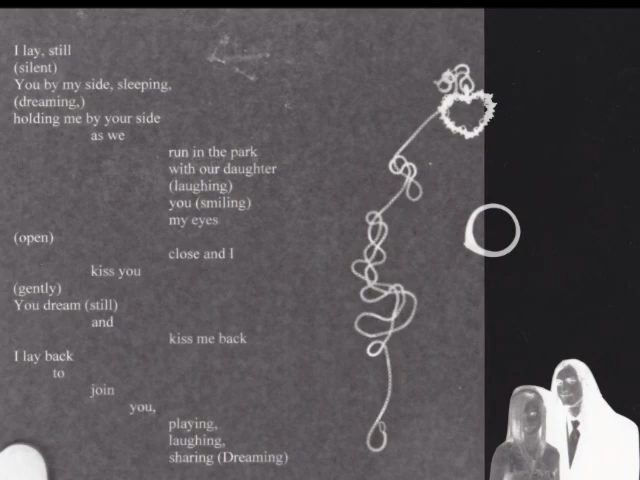 I lay, still
(silent)
You by my side, sleeping,
(dreaming,)
holding me by your side
as we
run in the park
with our daughter
(laughing)
you (smiling)
my eyes
(open)
close and I
kiss you
(gently)
You dream (still)
and
kiss me back
I lay back
to
join
you,
playing,
laughing,
sharing (Dreaming)